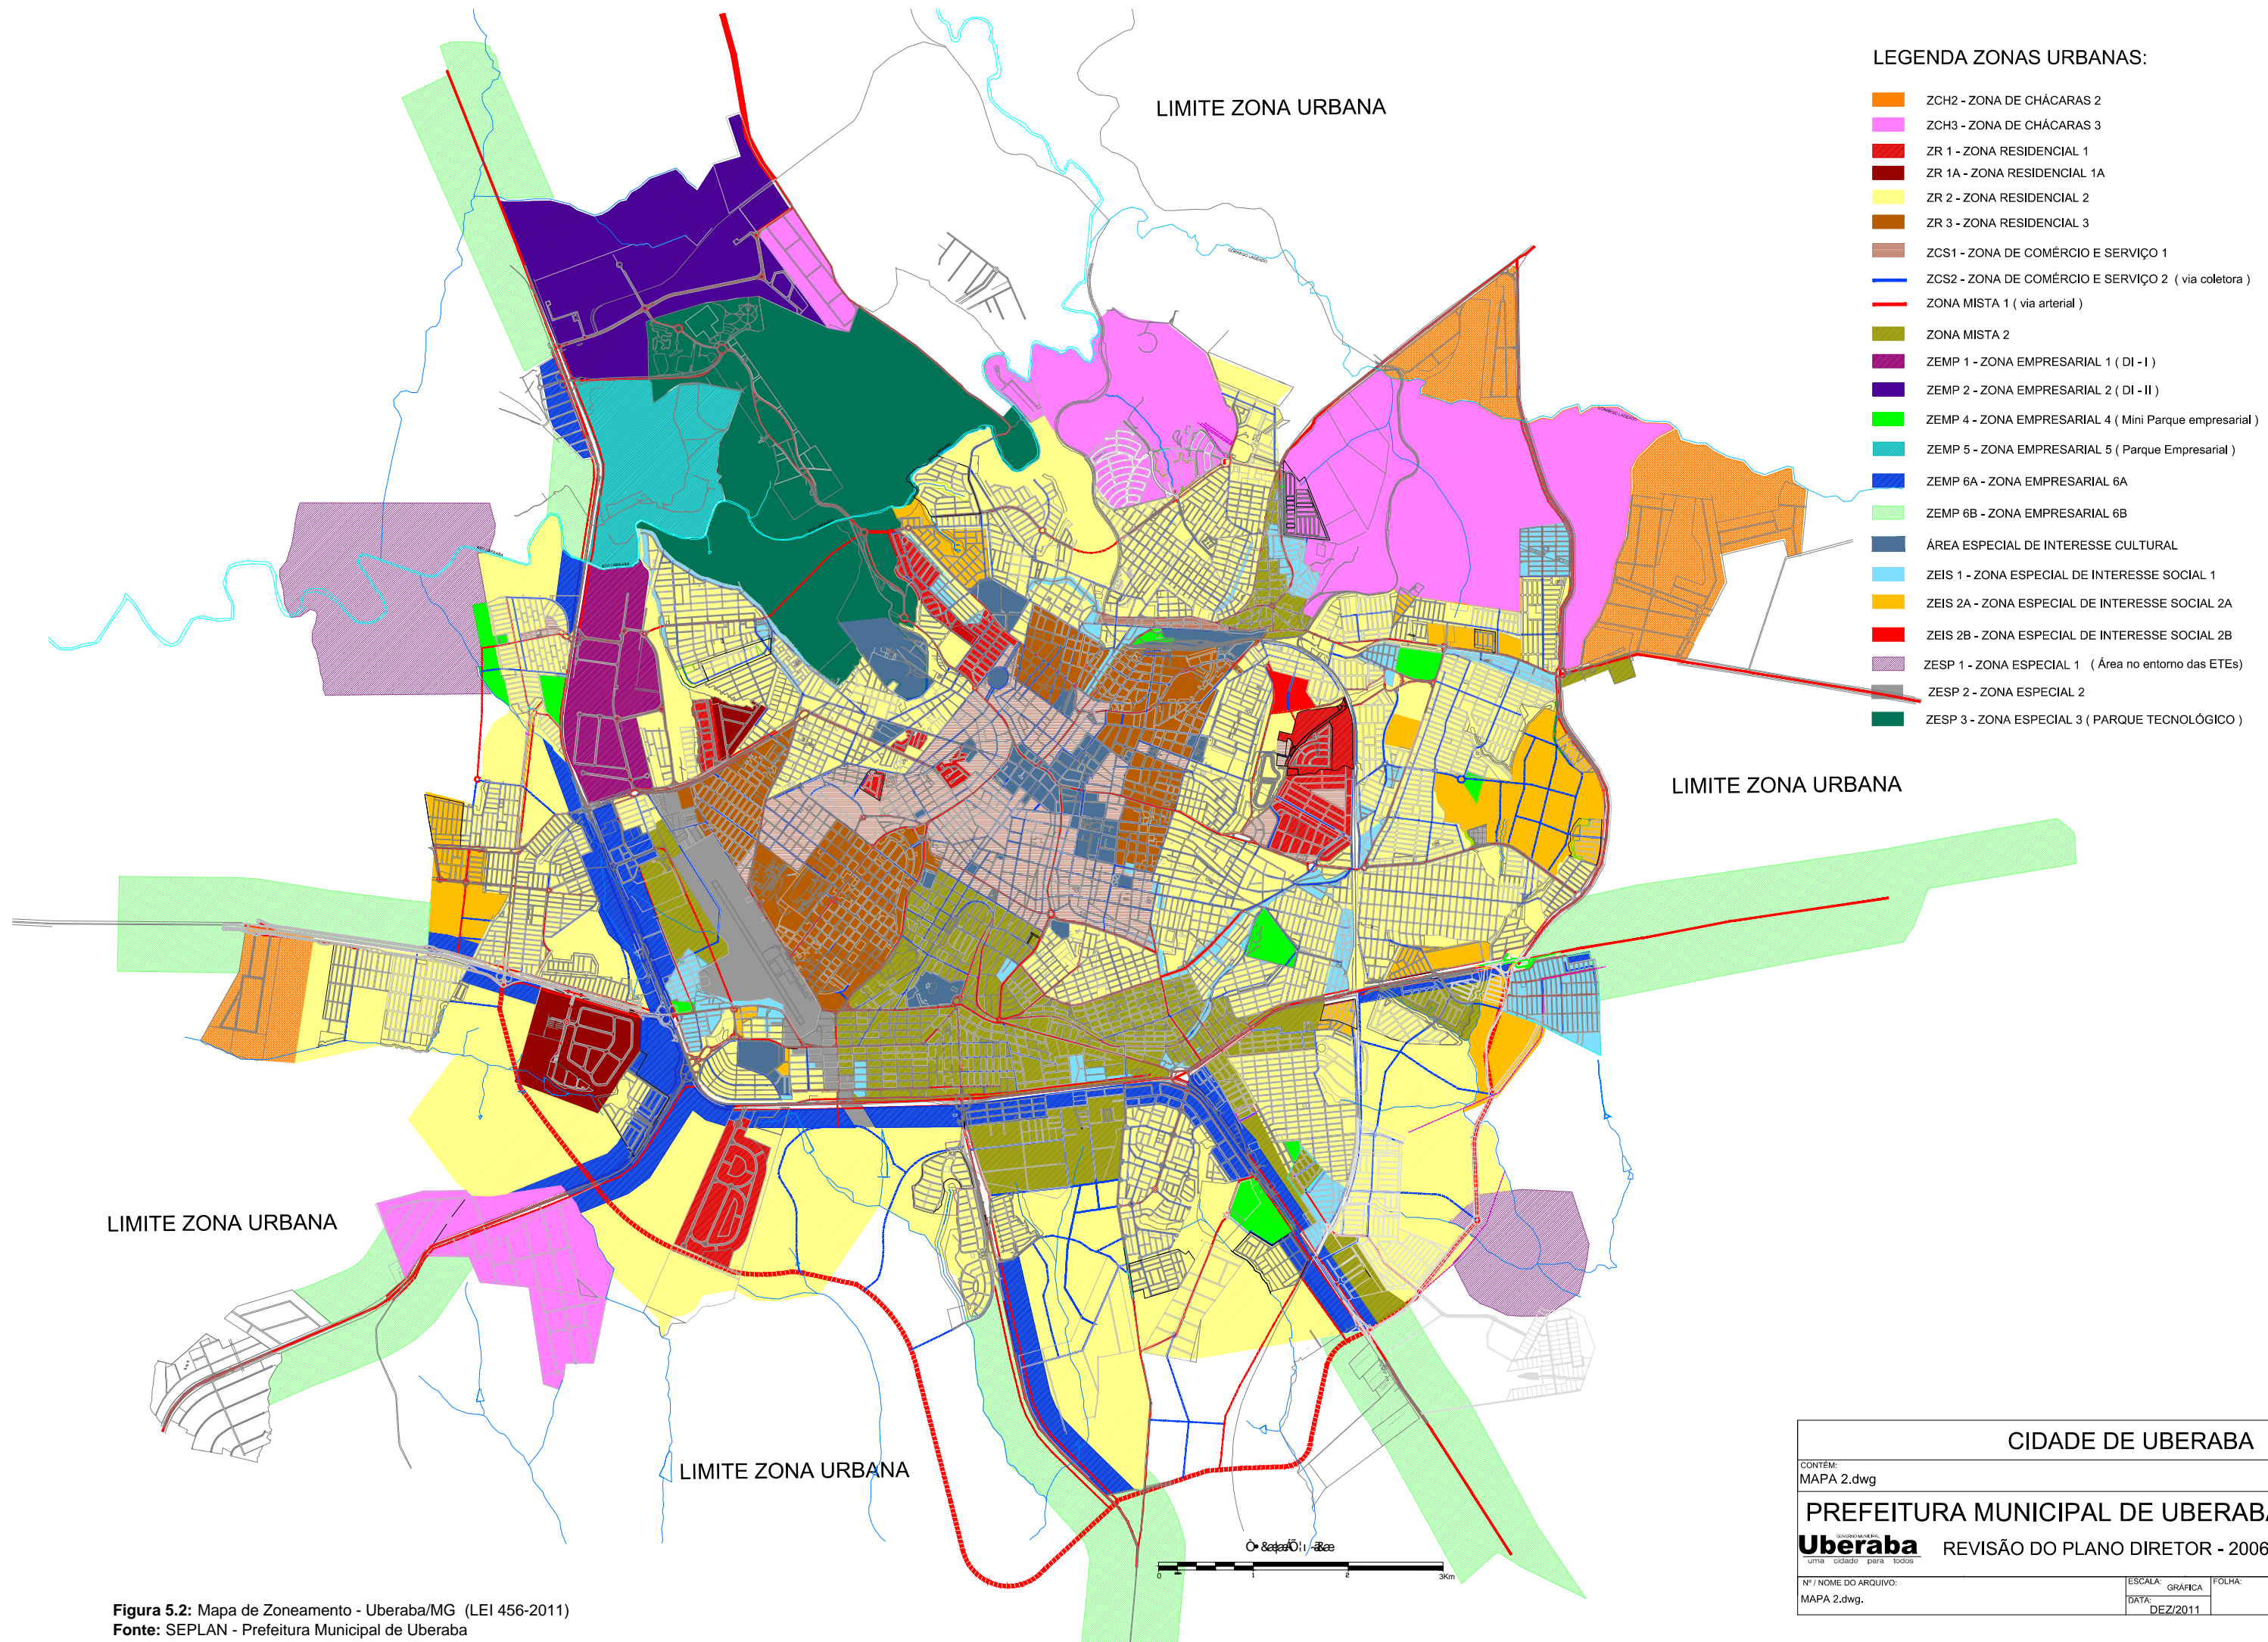 LIMITE ZONA URBANA
LEGENDA ZONAS URBANAS:
ZCH2 - ZONA DE CHÁCARAS 2
ZCH3 - ZONA DE CHÁCARAS 3
ZR 1 - ZONA RESIDENCIAL 1
ZR 1A - ZONA RESIDENCIAL 1A
ZR 2 - ZONA RESIDENCIAL 2
ZR 3 - ZONA RESIDENCIAL 3
ZCS1 - ZONA DE COMÉRCIO E SERVIÇO 1
ZCS2 - ZONA DE COMÉRCIO E SERVIÇO 2 ( via coletora )
ZONA MISTA 1 ( via arterial )
ZONA MISTA 2
ZEMP 1 - ZONA EMPRESARIAL 1 ( DI - I )
ZEMP 2 - ZONA EMPRESARIAL 2 ( DI - II )
ZEMP 4 - ZONA EMPRESARIAL 4 ( Mini Parque empresarial )
ZEMP 5 - ZONA EMPRESARIAL 5 ( Parque Empresarial )
ZEMP 6A - ZONA EMPRESARIAL 6A
ZEMP 6B - ZONA EMPRESARIAL 6B
ÁREA ESPECIAL DE INTERESSE CULTURAL
ZEIS 1 - ZONA ESPECIAL DE INTERESSE SOCIAL 1
ZEIS 2A - ZONA ESPECIAL DE INTERESSE SOCIAL 2A
ZEIS 2B - ZONA ESPECIAL DE INTERESSE SOCIAL 2B
ZESP 1 - ZONA ESPECIAL 1 ( Área no entorno das ETEs)
ZESP 2 - ZONA ESPECIAL 2
ZESP 3 - ZONA ESPECIAL 3 ( PARQUE TECNOLÓGICO )
LIMITE ZONA URBANA
LIMITE ZONA URBANA
LIMITE ZONA URBANA
0 1 2 3Km
CIDADE DE UBERABA
CONTÉM:
MAPA 2.dwg
PREFEITURA MUNICIPAL DE UBERABA
GOVERNO MUNICIPAL
Uberaba
uma cidade para todos
REVISÃO DO PLANO DIRETOR - 2006
Nº / NOME DO ARQUIVO:
MAPA 2.dwg.
ESCALA: GRÁFICA
DATA: DEZ/2011
FOLHA:
Figura 5.2: Mapa de Zoneamento - Uberaba/MG (LEI 456-2011)
Fonte: SEPLAN - Prefeitura Municipal de Uberaba